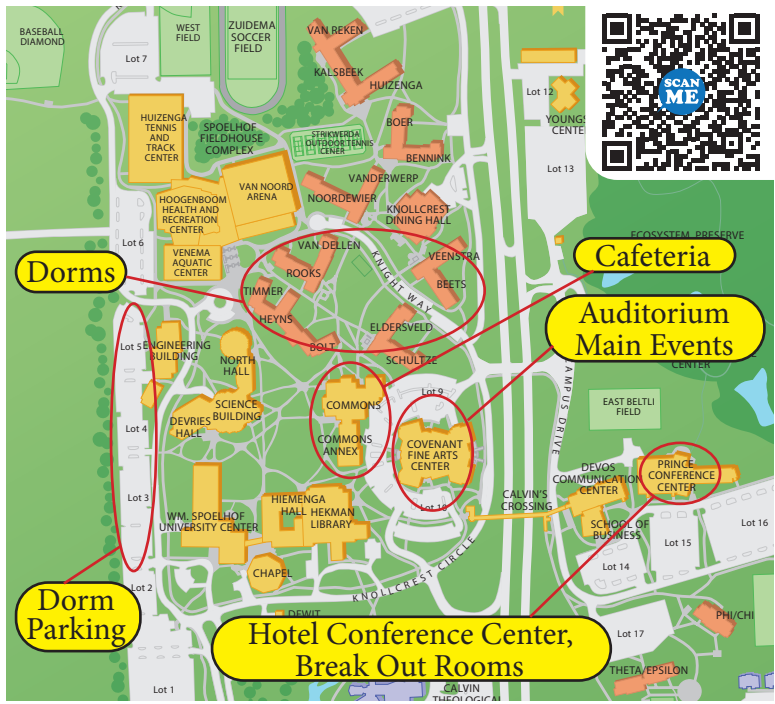 BASEBALL
DIAMOND
WEST
FIELD
ZUIDEMA
SOCCER
FIELD
VAN REKEN
KALSBEEK
HUIZENGA
Lot 7
SCAN
ME
Lot 12
HUIZENGA
TENNIS
AND
TRACK
CENTER
SPOELHOF
FIELDHOUSE
COMPLEX
STRIKWERDA
OUTDOOR TENNIS
CENER
BOER
BENNINK
YOUNGS
CENTE
Lot 13
VAN NOORD
ARENA
VANDERWERP
NOORDEWIER
HOOGENBOOM
HEALTH AND
RECREATION
CENTER
KNOLLCREST
DINING HALL
Lot 6
VENEMA
AQUATIC
CENTER
VAN DELLEN
ROOKS
KNIGHT WAY
VEENSTRA
BEETS
ECOSYSTEM PRESERVE
Cafeteria
Dorms
TIMMER
HEYNS
BOLT
ELDERSVELD
SCHULTZE
Auditorium
Main Events
CENTER
Lot 5
ENGINEERING
BUILDING
NORTH
HALL
Lot 9
CAMPUS DRIVE
COMMONS
SCIENCE
BUILDING
DEVRIES
HALL
Lot 4
COMMONS
ANNEX
COVENANT
FINE ARTS
CENTER
EAST BELTLI
FIELD
DEVOS
COMMUNICATION
CENTER
PRINCE
CONFERENCE
CENTER
Lot 3
WM. SPOELHOF
UNIVERSITY CENTER
HIEMENGA
HALL
HEKMAN
LIBRARY
Lot 10
CALVIN'S
CROSSING
SCHOOL OF
BUSINESS
Lot 16
Lot 15
Lot 14
CHAPEL
KNOLLCREST CIRCLE
Lot 2
Dorm
Parking
DEWIT
Hotel Conference Center,
Break Out Rooms
Lot 17
PHI/CHI
THETA/EPSILON
Lot 1
CALVIN
THEOLOGICAL